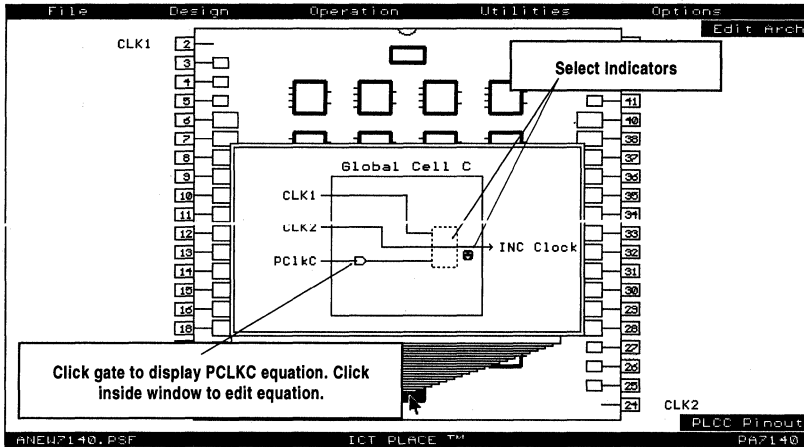 File Design Operation Utilities Options
Edit Arch
CLK1
2
3
4
5
6
7
8
9
10
11
12
13
14
15
16
18
Select Indicators
41
40
38
37
36
35
34
33
32
31
30
29
28
27
26
25
24
CLK2
Global Cell C
CLK1
CLK2
PClkC
INC Clock
Click gate to display PCLKC equation. Click
inside window to edit equation.
PLCC Pinout
ANEW7140.PSF ICT PLACE ™ PA7140